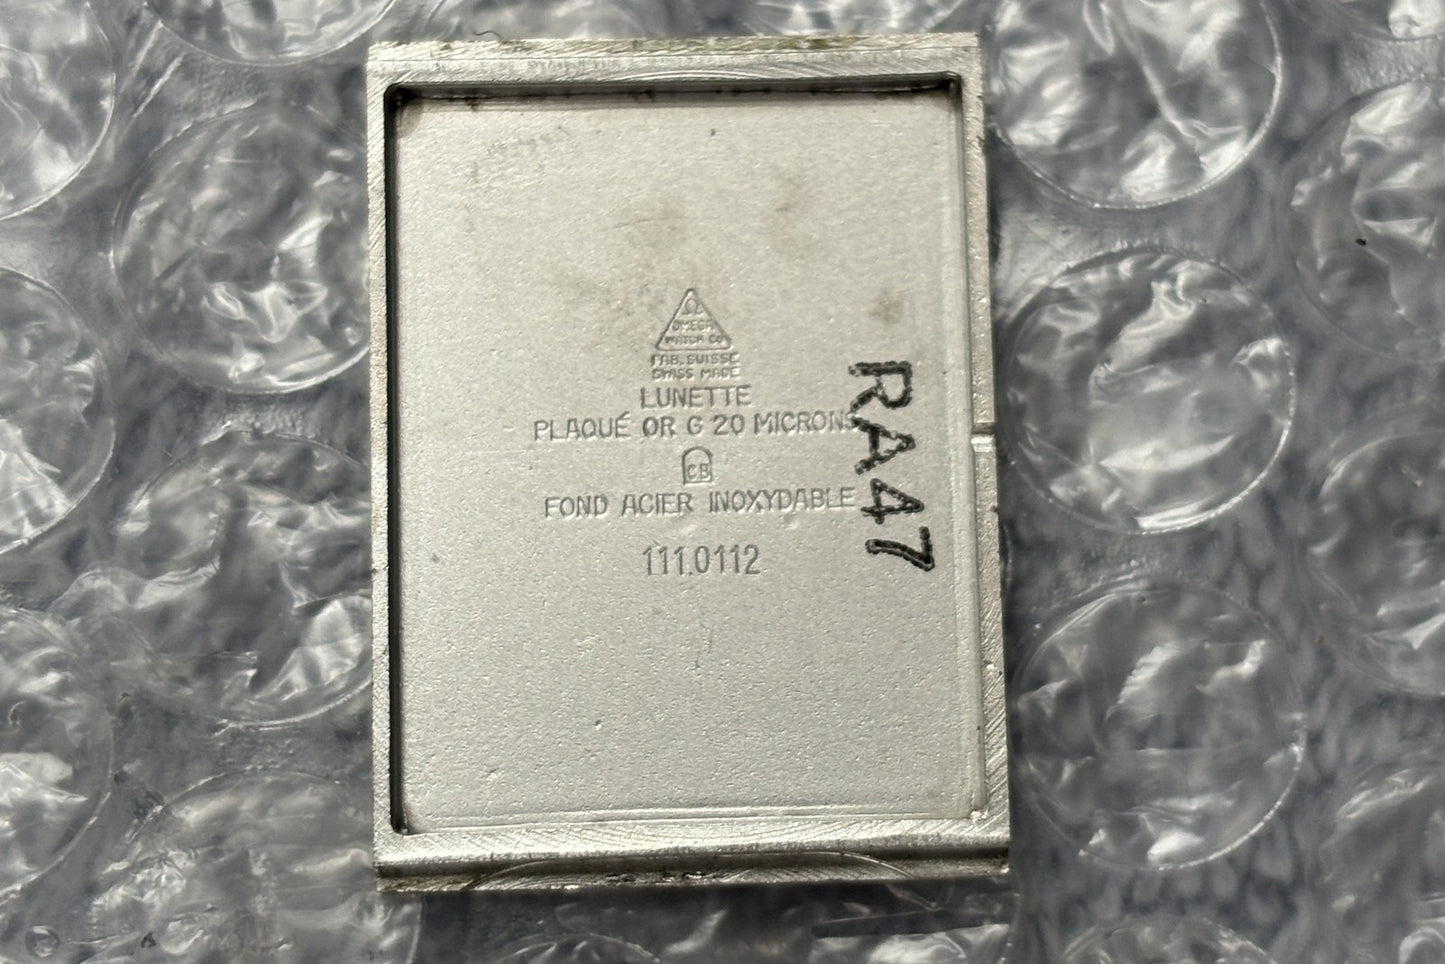 Ω
OMEGA
WATCH CO
FAB. SUISSE
SWISS MADE
LUNETTE
PLAQUÉ OR G 20 MICRONS
CB
FOND ACIER INOXYDABLE
111.0112
RA47